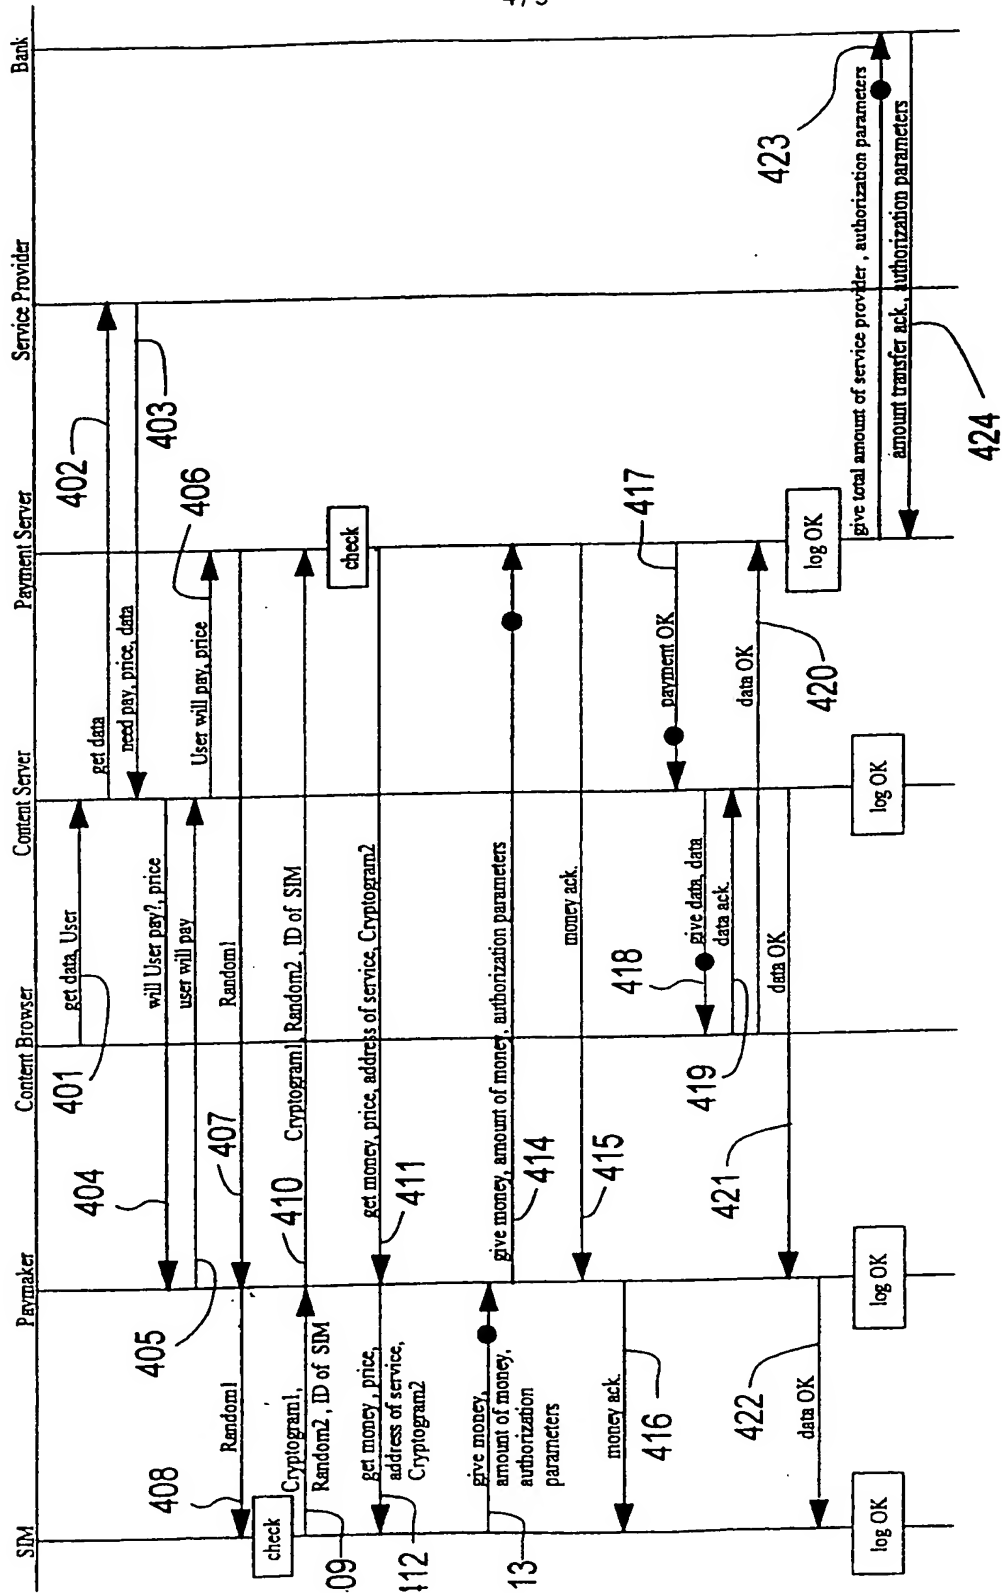 4/5
SIM
Paymaker
Content Browser
Content Server
Payment Server
Service Provider
Bank
get data, User
401
get data
402
need pay, price, data
403
will User pay?, price
404
user will pay
405
User will pay, price
406
Random1
407
Random1
408
check
Cryptogram1,
Random2, ID of SIM
09
Cryptogram1, Random2, ID of SIM
410
check
get money, price, address of service, Cryptogram2
411
get money, price,
address of service,
Cryptogram2
412
give money,
amount of money,
authorization
parameters
13
give money, amount of money, authorization parameters
414
money ack.
415
money ack.
416
payment OK
417
give data, data
418
data ack.
419
data OK
420
data OK
421
data OK
422
log OK
log OK
log OK
log OK
give total amount of service provider, authorization parameters
423
amount transfer ack., authorization parameters
424